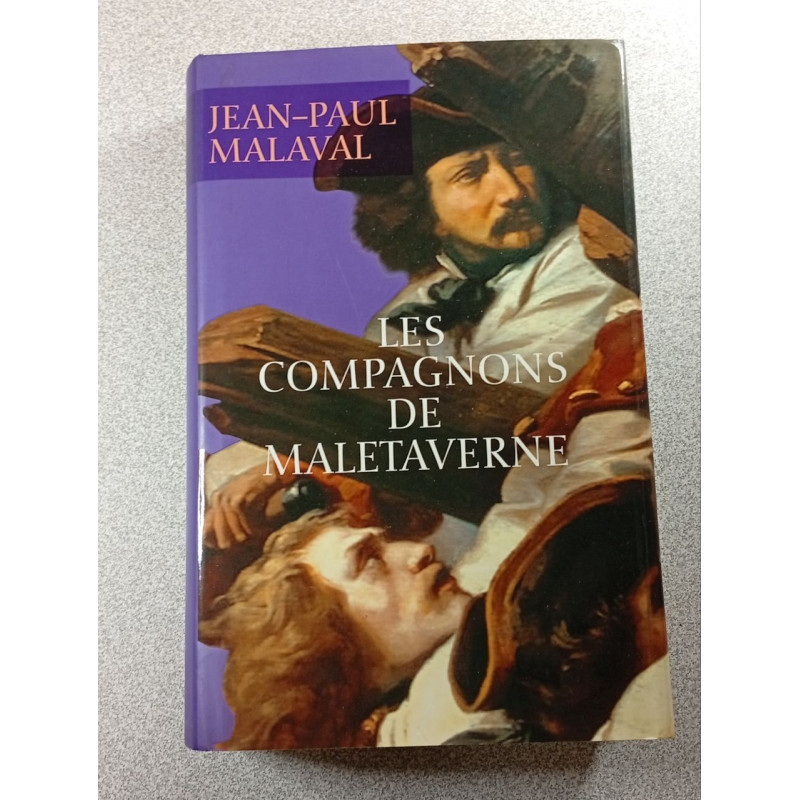 JEAN–PAUL
MALAVAL
LES
COMPAGNONS
DE
MALETAVERNE